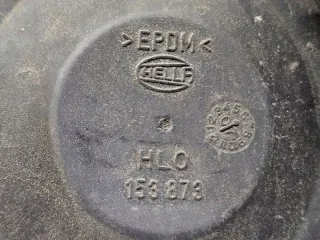 >EPDM<
HELLA
HLO
153 873